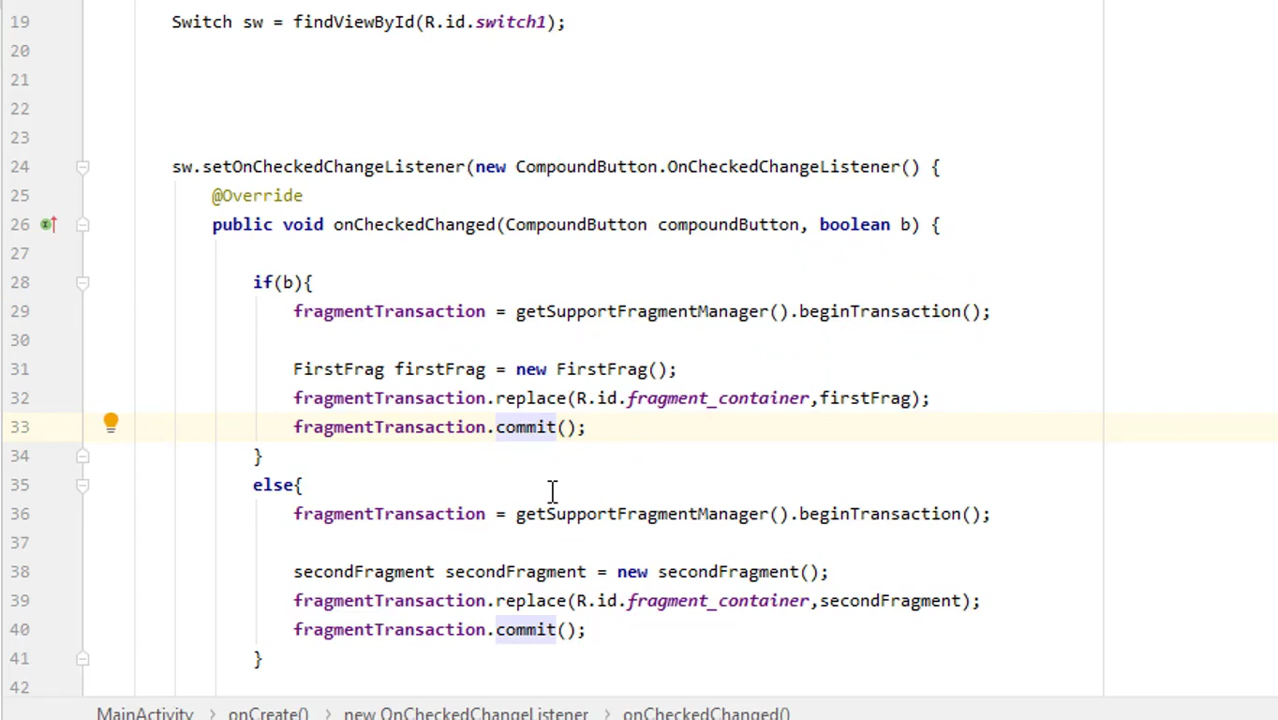 19 Switch sw = findViewById(R.id.switch1);
20
21
22
23
24 sw.setOnCheckedChangeListener(new CompoundButton.OnCheckedChangeListener() {
25 @Override
26 public void onCheckedChanged(CompoundButton compoundButton, boolean b) {
27
28 if(b){
29 fragmentTransaction = getSupportFragmentManager().beginTransaction();
30
31 FirstFrag firstFrag = new FirstFrag();
32 fragmentTransaction.replace(R.id.fragment_container,firstFrag);
33 fragmentTransaction.commit();
34 }
35 else{
36 fragmentTransaction = getSupportFragmentManager().beginTransaction();
37
38 secondFragment secondFragment = new secondFragment();
39 fragmentTransaction.replace(R.id.fragment_container,secondFragment);
40 fragmentTransaction.commit();
41 }
42
MainActivity > onCreate() > new OnCheckedChangeListener > onCheckedChanged()